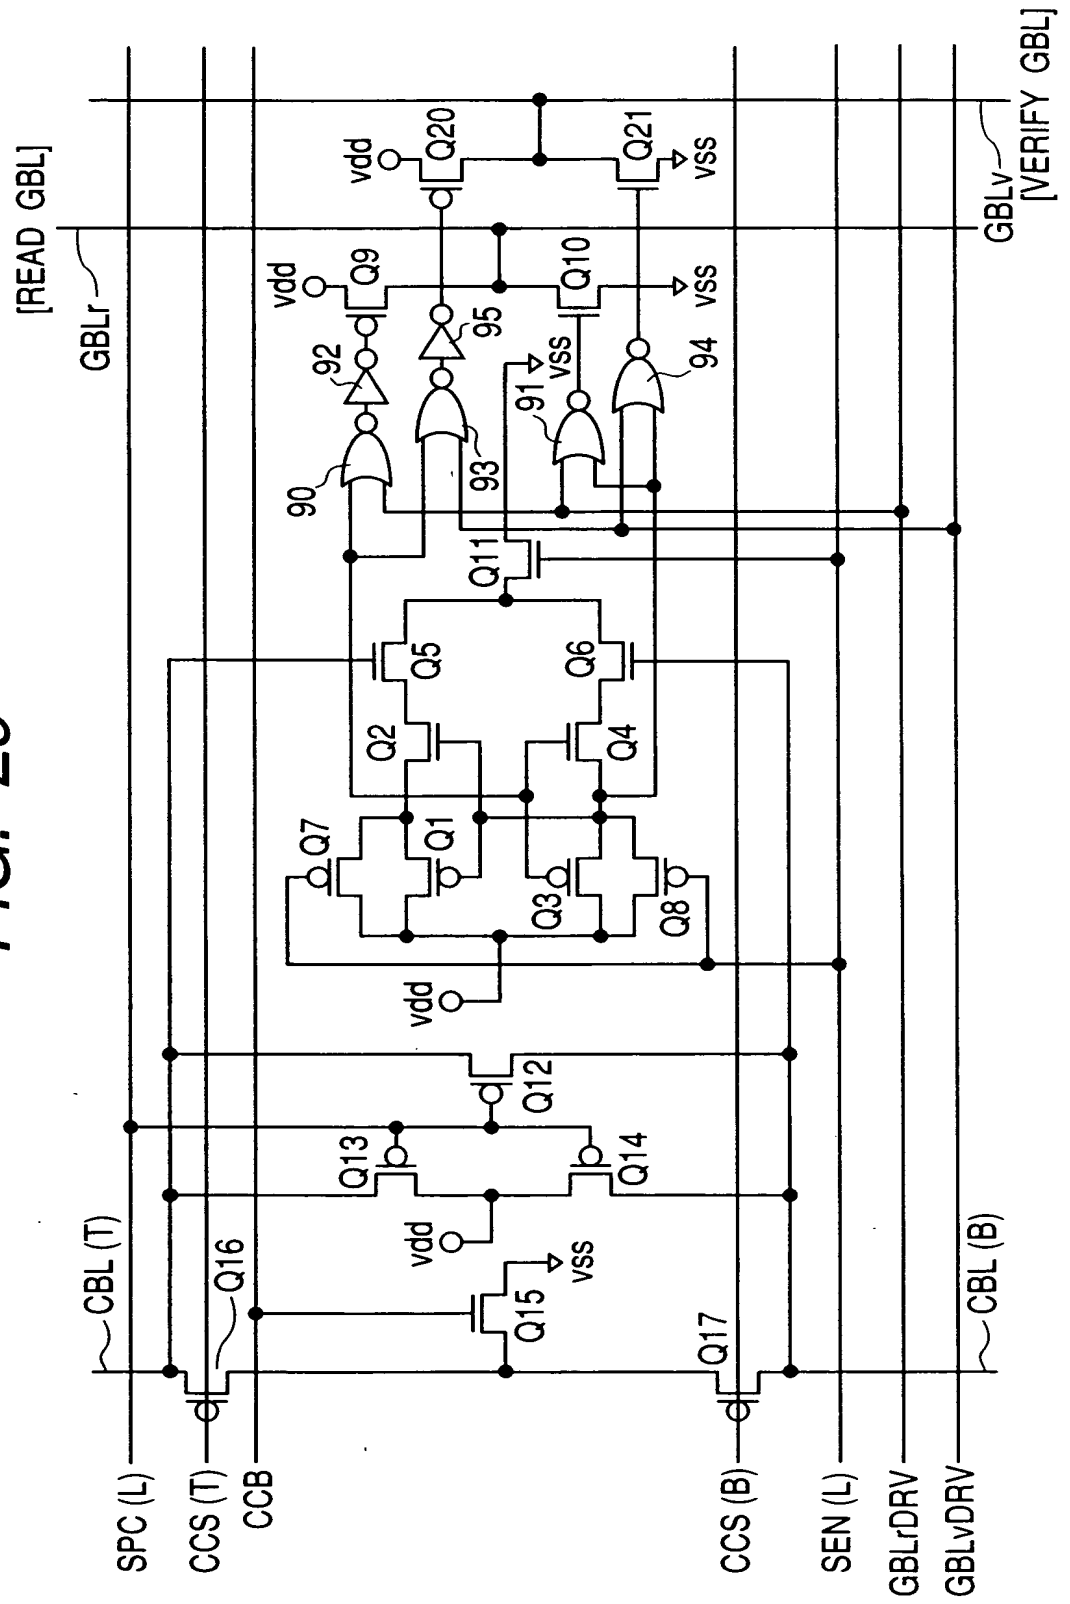 [READ GBL]
GBLr
vdd
Q9
92
90
vdd
Q20
95
93
vss
91
Q10
vss
Q21
vss
94
GBLv
[VERIFY GBL]
Q11
Q5
Q6
Q2
Q4
Q7
Q1
Q3
Q8
vdd
Q12
Q13
Q14
vdd
CBL (T)
Q16
Q15
vss
Q17
CBL (B)
SPC (L)
CCS (T)
CCB
CCS (B)
SEN (L)
GBLrDRV
GBLvDRV